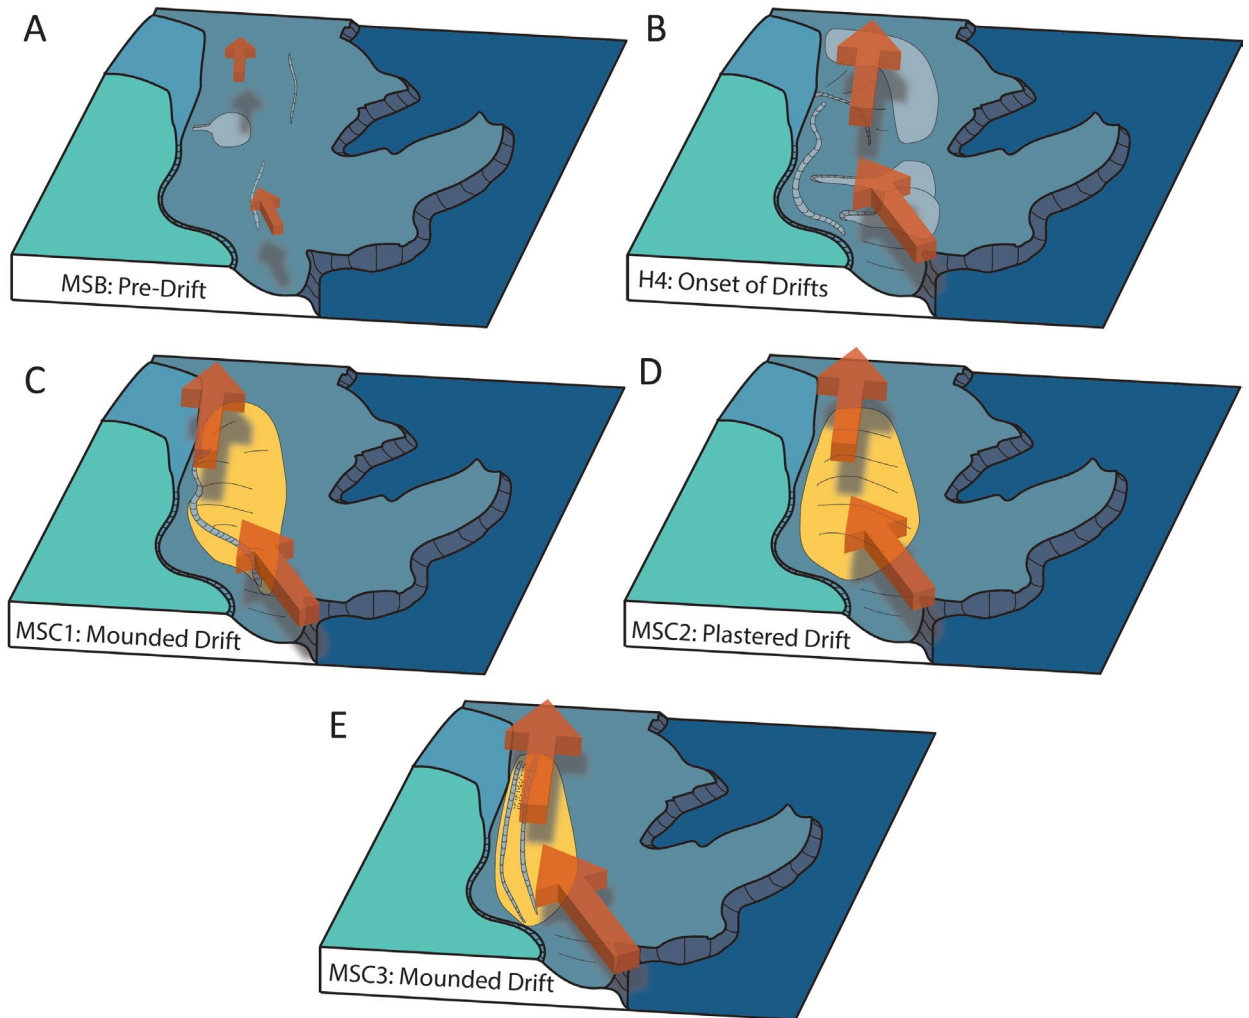 A
MSB: Pre-Drift
B
H4: Onset of Drifts
C
MSC1: Mounded Drift
D
MSC2: Plastered Drift
E
MSC3: Mounded Drift